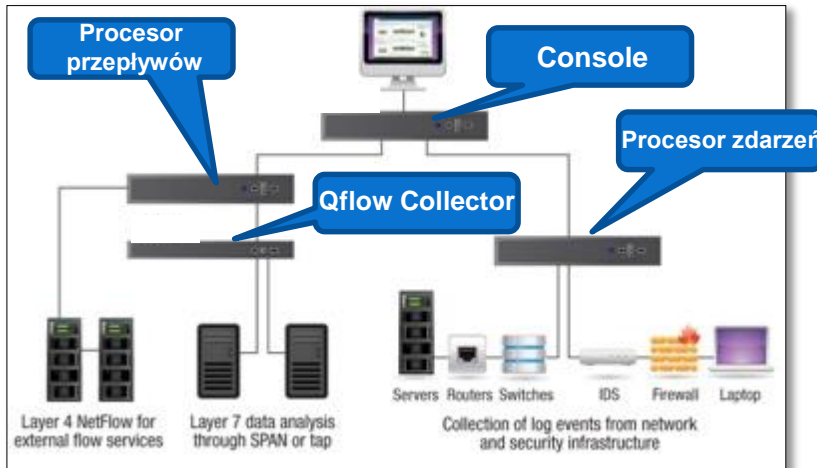 Procesor
przepływów
Console
Procesor zdarzeń
Qflow Collector
Servers Routers Switches IDS Firewall Laptop
Layer 4 NetFlow for
external flow services
Layer 7 data analysis
through SPAN or tap
Collection of log events from network
and security infrastructure